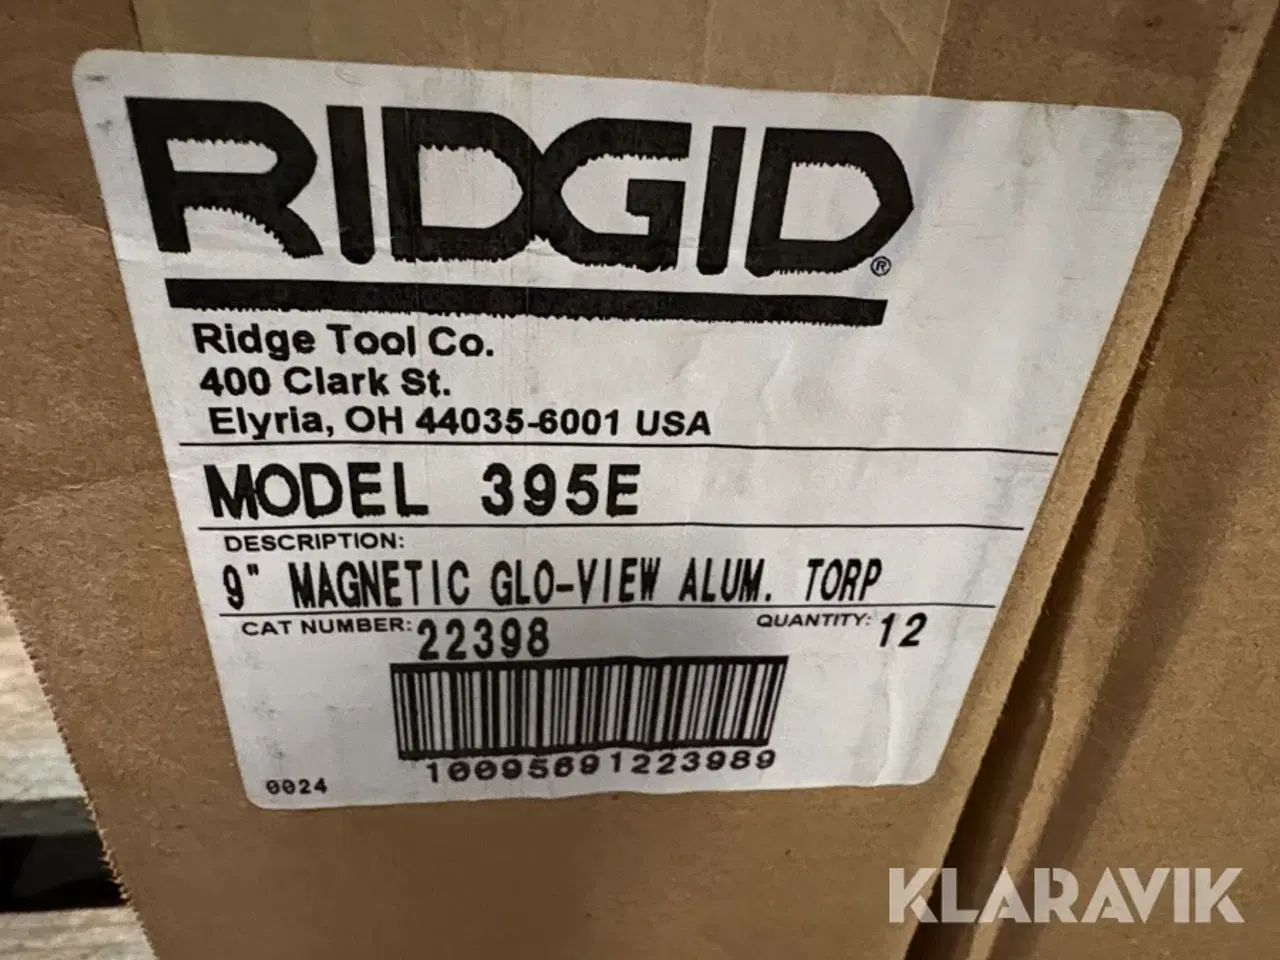 RIDGID®
Ridge Tool Co.
400 Clark St.
Elyria, OH 44035-6001 USA
MODEL 395E
DESCRIPTION:
9" MAGNETIC GLO-VIEW ALUM. TORP
CAT NUMBER: 22398 QUANTITY: 12
10095691223989
0024
KLARAVIK